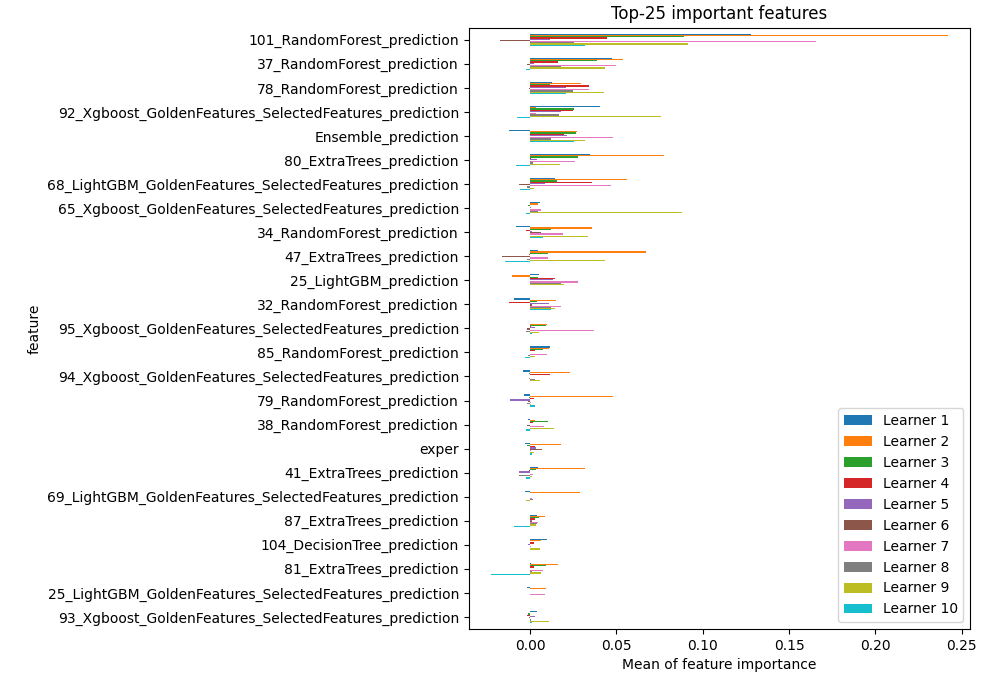 Top-25 important features
101_RandomForest_prediction
37_RandomForest_prediction
78_RandomForest_prediction
92_Xgboost_GoldenFeatures_SelectedFeatures_prediction
Ensemble_prediction
80_ExtraTrees_prediction
68_LightGBM_GoldenFeatures_SelectedFeatures_prediction
65_Xgboost_GoldenFeatures_SelectedFeatures_prediction
34_RandomForest_prediction
47_ExtraTrees_prediction
25_LightGBM_prediction
32_RandomForest_prediction
95_Xgboost_GoldenFeatures_SelectedFeatures_prediction
85_RandomForest_prediction
94_Xgboost_GoldenFeatures_SelectedFeatures_prediction
79_RandomForest_prediction
38_RandomForest_prediction
exper
41_ExtraTrees_prediction
69_LightGBM_GoldenFeatures_SelectedFeatures_prediction
87_ExtraTrees_prediction
104_DecisionTree_prediction
81_ExtraTrees_prediction
25_LightGBM_GoldenFeatures_SelectedFeatures_prediction
93_Xgboost_GoldenFeatures_SelectedFeatures_prediction
feature
Learner 1
Learner 2
Learner 3
Learner 4
Learner 5
Learner 6
Learner 7
Learner 8
Learner 9
Learner 10
0.00 0.05 0.10 0.15 0.20 0.25
Mean of feature importance